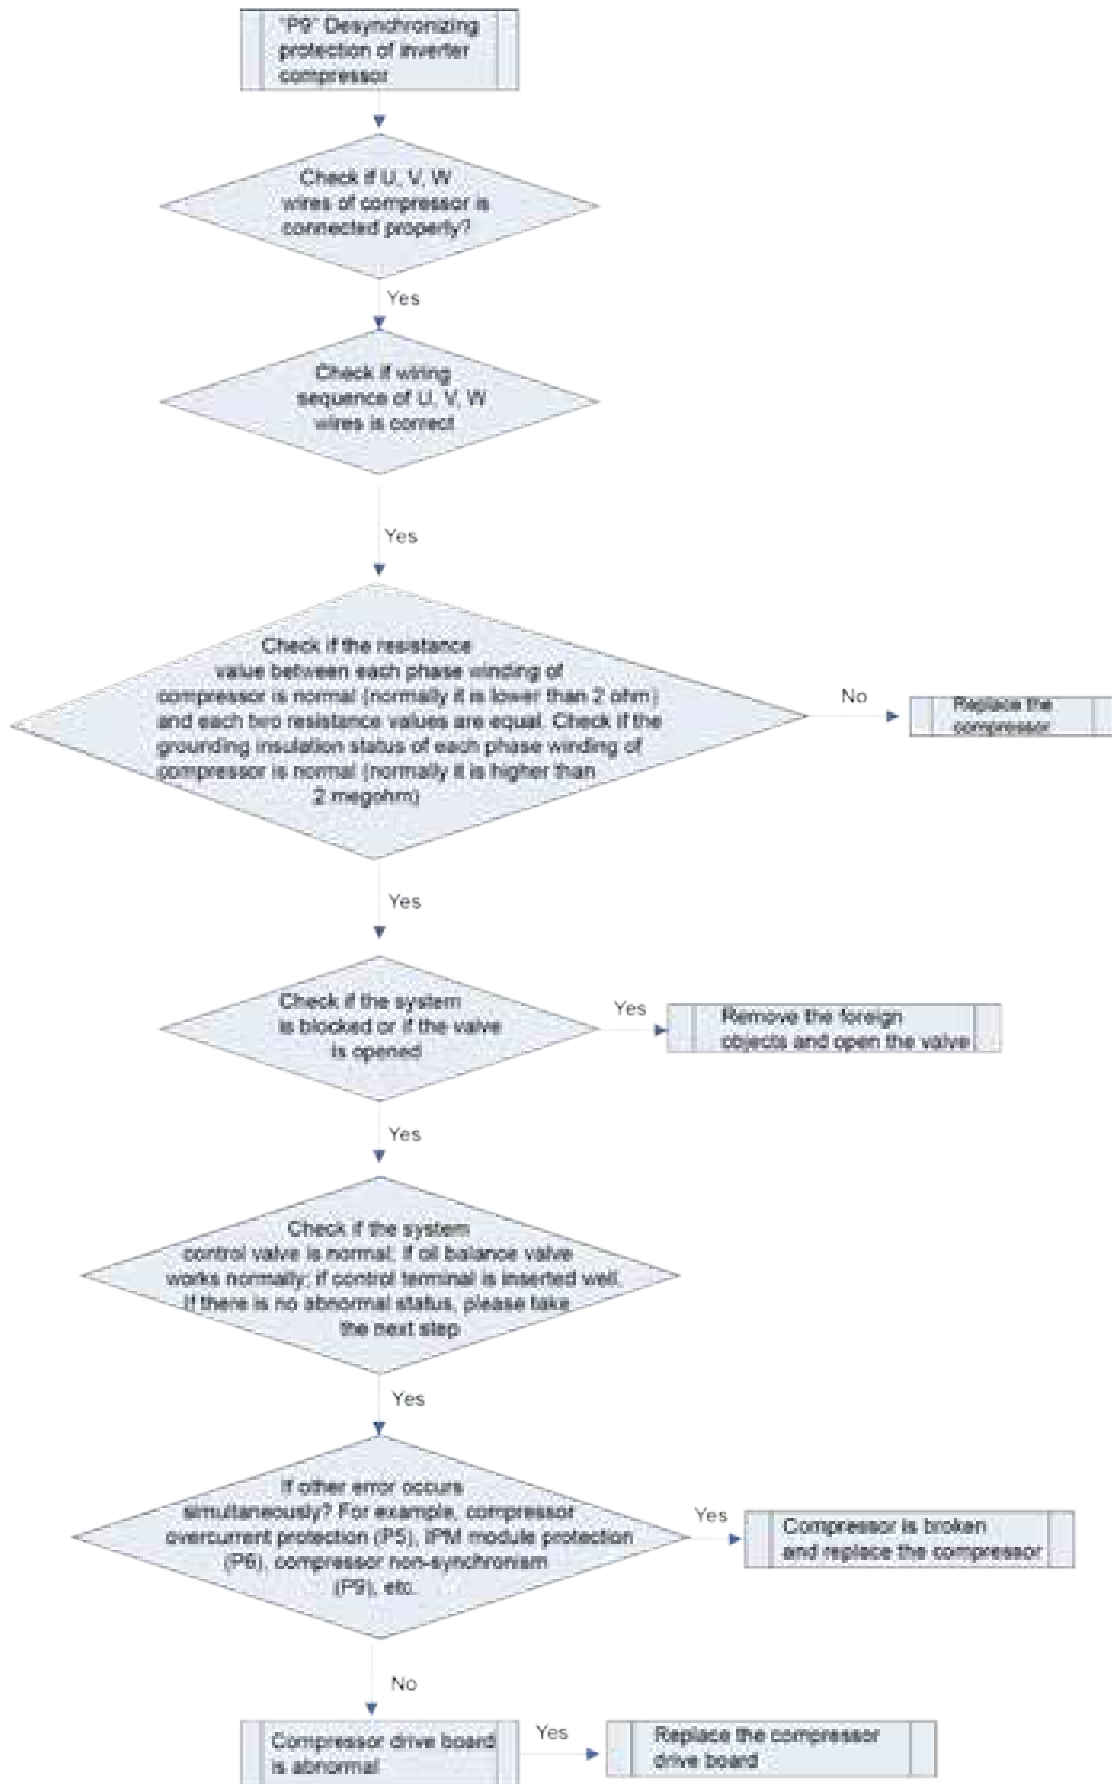 "P9" Desynchronizing
protection of inverter
compressor
Check if U, V, W
wires of compressor is
connected properly?
Yes
Check if wiring
sequence of U, V, W
wires is correct
Yes
Check if the resistance
value between each phase winding of
compressor is normal (normally it is lower than 2 ohm)
and each two resistance values are equal. Check if the
grounding insulation status of each phase winding of
compressor is normal (normally it is higher than
2 megohm)
No
Replace the
compressor
Yes
Check if the system
is blocked or if the valve
is opened
Yes
Remove the foreign
objects and open the valve
Yes
Check if the system
control valve is normal; if oil balance valve
works normally; if control terminal is inserted well.
If there is no abnormal status, please take
the next step
Yes
If other error occurs
simultaneously? For example, compressor
overcurrent protection (P5), IPM module protection
(P6), compressor non-synchronism
(P9), etc.
Yes
Compressor is broken
and replace the compressor
No
Compressor drive board
is abnormal
Yes
Replace the compressor
drive board